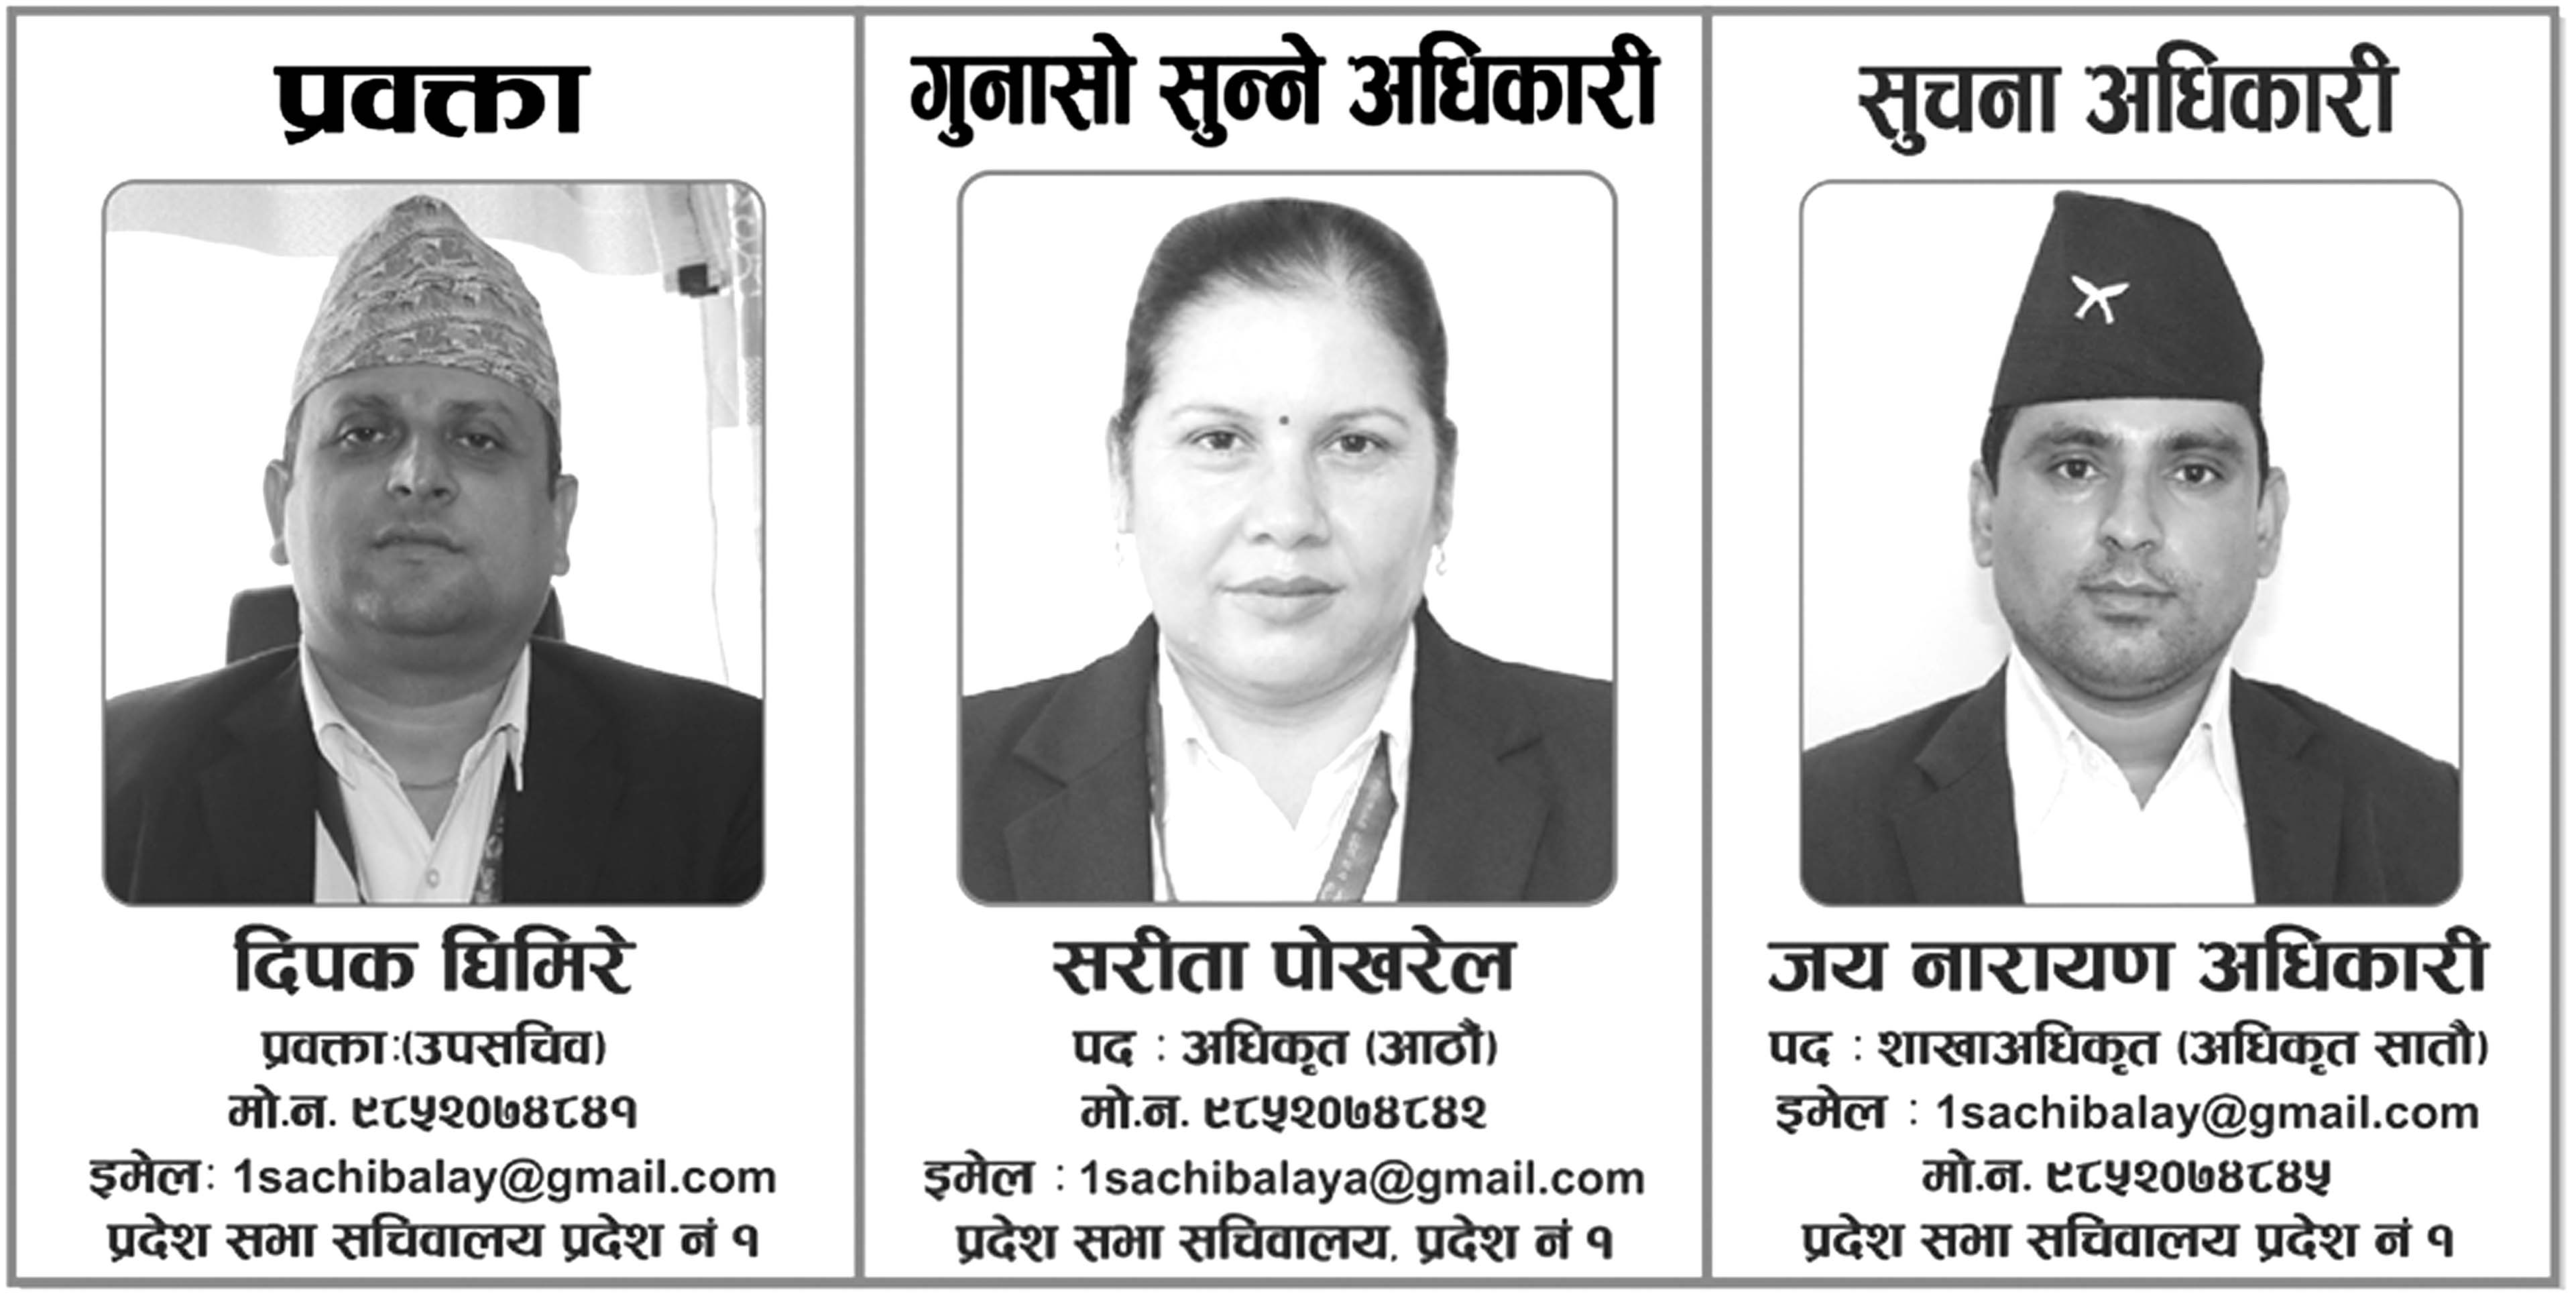 प्रवक्ता
दिपक घिमिरे
प्रवक्ता:(उपसचिव)
मो.न. ९८५२०७४८४१
इमेल: 1sachibalay@gmail.com
प्रदेश सभा सचिवालय प्रदेश नं १
गुनासो सुन्ने अधिकारी
सरीता पोखरेल
पद : अधिकृत (आठौं)
मो.न. ९८५२०७४८४२
इमेल : 1sachibalaya@gmail.com
प्रदेश सभा सचिवालय, प्रदेश नं १
सुचना अधिकारी
जय नारायण अधिकारी
पद : शाखाअधिकृत (अधिकृत सातौ)
इमेल : 1sachibalay@gmail.com
मो.न. ९८५२०७४८४५
प्रदेश सभा सचिवालय प्रदेश नं १